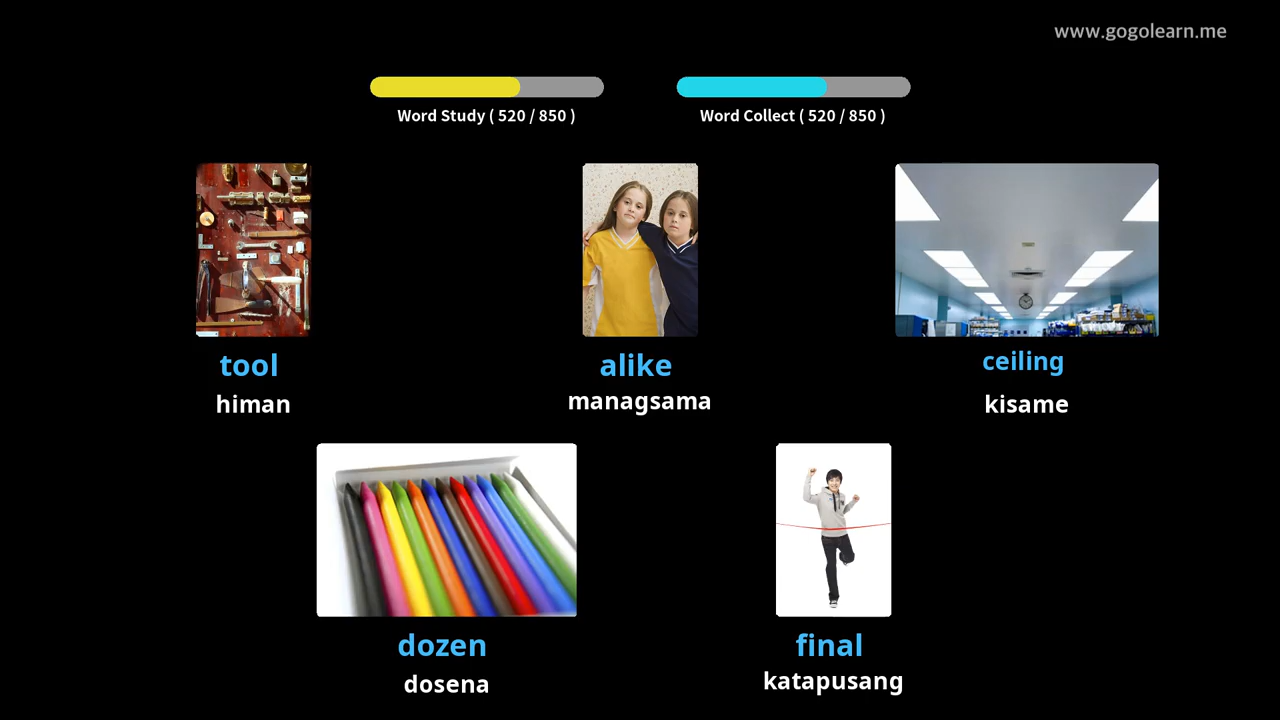 www.gogolearn.me
Word Study ( 520 / 850 )
Word Collect ( 520 / 850 )
tool
himan
alike
managsama
ceiling
kisame
dozen
dosena
final
katapusang